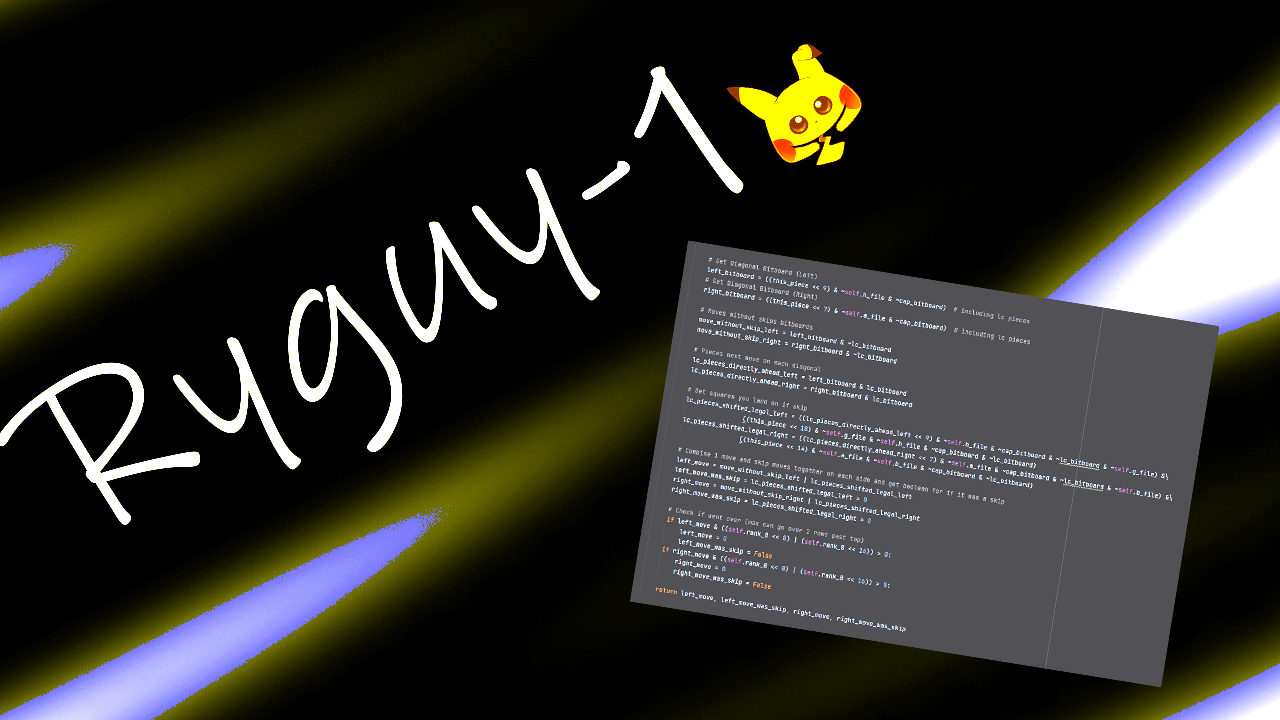 Ryguy-1
# Get Diagonal Bitboard (Left)
left_bitboard = ((this_piece << 9) & ~self.h_file & ~cap_bitboard)  # including lc pieces
# Get Diagonal Bitboard (Right)
right_bitboard = ((this_piece << 7) & ~self.a_file & ~cap_bitboard)  # including lc pieces
# Moves without skips bitboards
move_without_skip_left = left_bitboard & ~lc_bitboard
move_without_skip_right = right_bitboard & ~lc_bitboard
# Pieces next move on each diagonal
lc_pieces_directly_ahead_left = left_bitboard & lc_bitboard
lc_pieces_directly_ahead_right = right_bitboard & lc_bitboard
# Get squares you land on if skip
lc_pieces_shifted_legal_left = ((lc_pieces_directly_ahead_left << 9) & ~self.h_file & ~cap_bitboard & ~lc_bitboard & ~self.g_file) &\
((this_piece << 18) & ~self.g_file & ~self.h_file & ~cap_bitboard & ~lc_bitboard)
lc_pieces_shifted_legal_right = ((lc_pieces_directly_ahead_right << 7) & ~self.a_file & ~cap_bitboard & ~lc_bitboard & ~self.b_file) &\
((this_piece << 14) & ~self.a_file & ~self.b_file & ~cap_bitboard & ~lc_bitboard)
# Combine 1 move and skip moves together on each side and get boolean for if it was a skip
left_move = move_without_skip_left | lc_pieces_shifted_legal_left
left_move_was_skip = lc_pieces_shifted_legal_left > 0
right_move = move_without_skip_right | lc_pieces_shifted_legal_right
right_move_was_skip = lc_pieces_shifted_legal_right > 0
# Check if went over (max can go over 2 rows past top)
if left_move & ((self.rank_8 << 8) | (self.rank_8 << 16)) > 0:
left_move = 0
left_move_was_skip = False
if right_move & ((self.rank_8 << 8) | (self.rank_8 << 16)) > 0:
right_move = 0
right_move_was_skip = False
return left_move, left_move_was_skip, right_move, right_move_was_skip